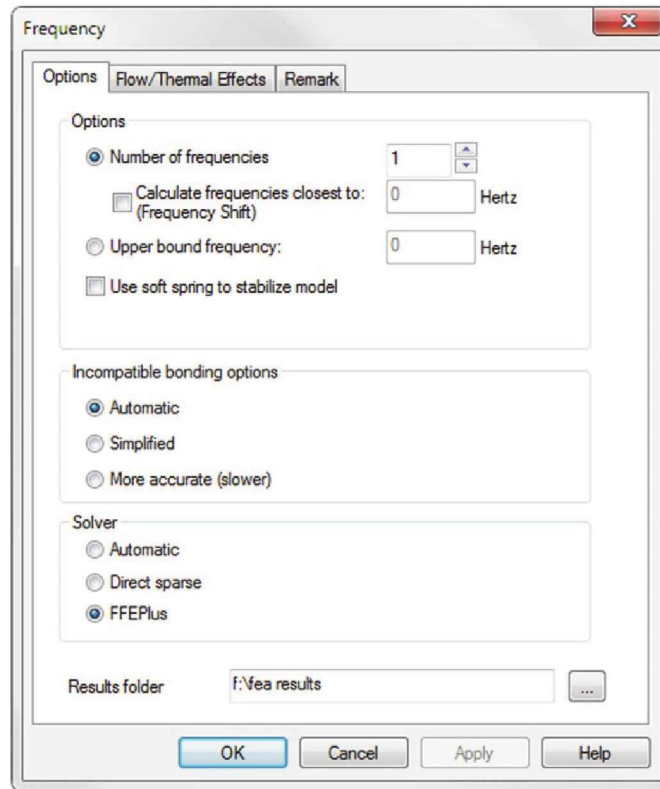 Frequency
Options Flow/Thermal Effects Remark
Options
Number of frequencies 1
Calculate frequencies closest to: 0 Hertz
(Frequency Shift)
Upper bound frequency: 0 Hertz
Use soft spring to stabilize model
Incompatible bonding options
Automatic
Simplified
More accurate (slower)
Solver
Automatic
Direct sparse
FFEPlus
Results folder f:\fea results ...
OK Cancel Apply Help